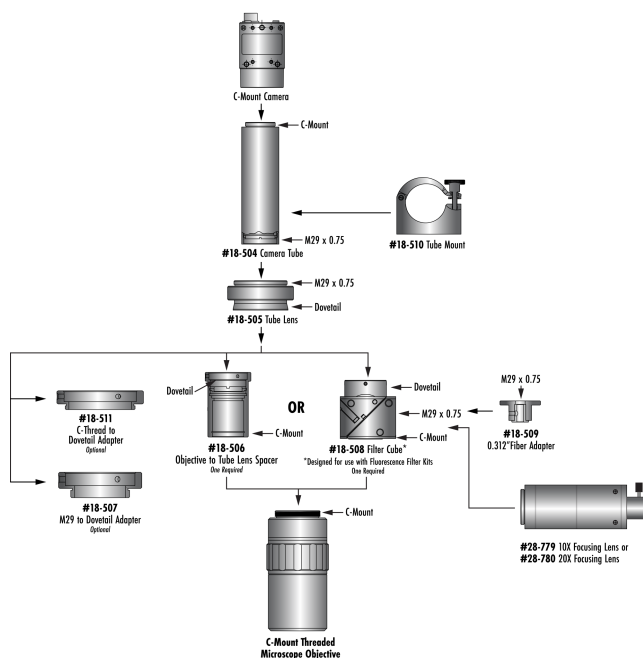 C-Mount Camera
C-Mount
M29 x 0.75
#18-504 Camera Tube
#18-510 Tube Mount
M29 x 0.75
Dovetail
#18-505 Tube Lens
#18-511
C-Thread to
Dovetail Adapter
Optional
#18-507
M29 to Dovetail Adapter
Optional
Dovetail
C-Mount
#18-506
Objective to Tube Lens Spacer
One Required
OR
Dovetail
M29 x 0.75
C-Mount
#18-508 Filter Cube*
*Designed for use with Fluorescence Filter Kits
One Required
M29 x 0.75
#18-509
0.312"Fiber Adapter
#28-779 10X Focusing Lens or
#28-780 20X Focusing Lens
C-Mount
C-Mount Threaded
Microscope Objective